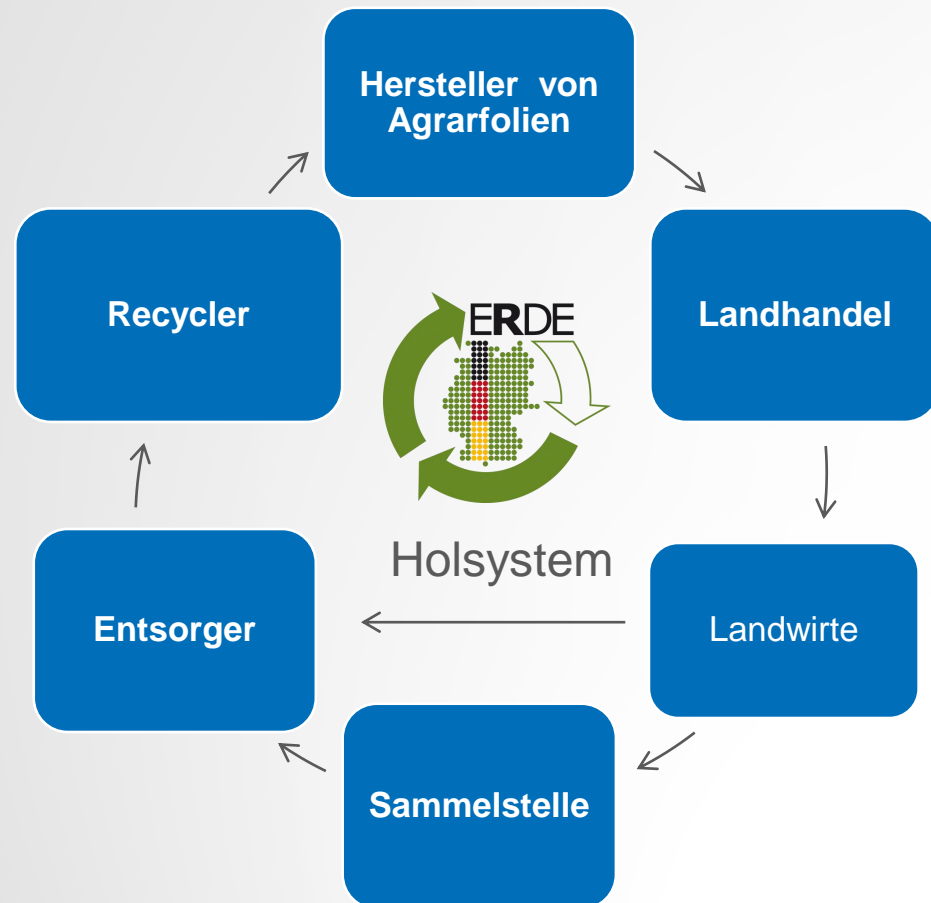 Hersteller von
Agrarfolien
Recycler
ERDE
Landhandel
Holsystem
Entsorger
Landwirte
Sammelstelle